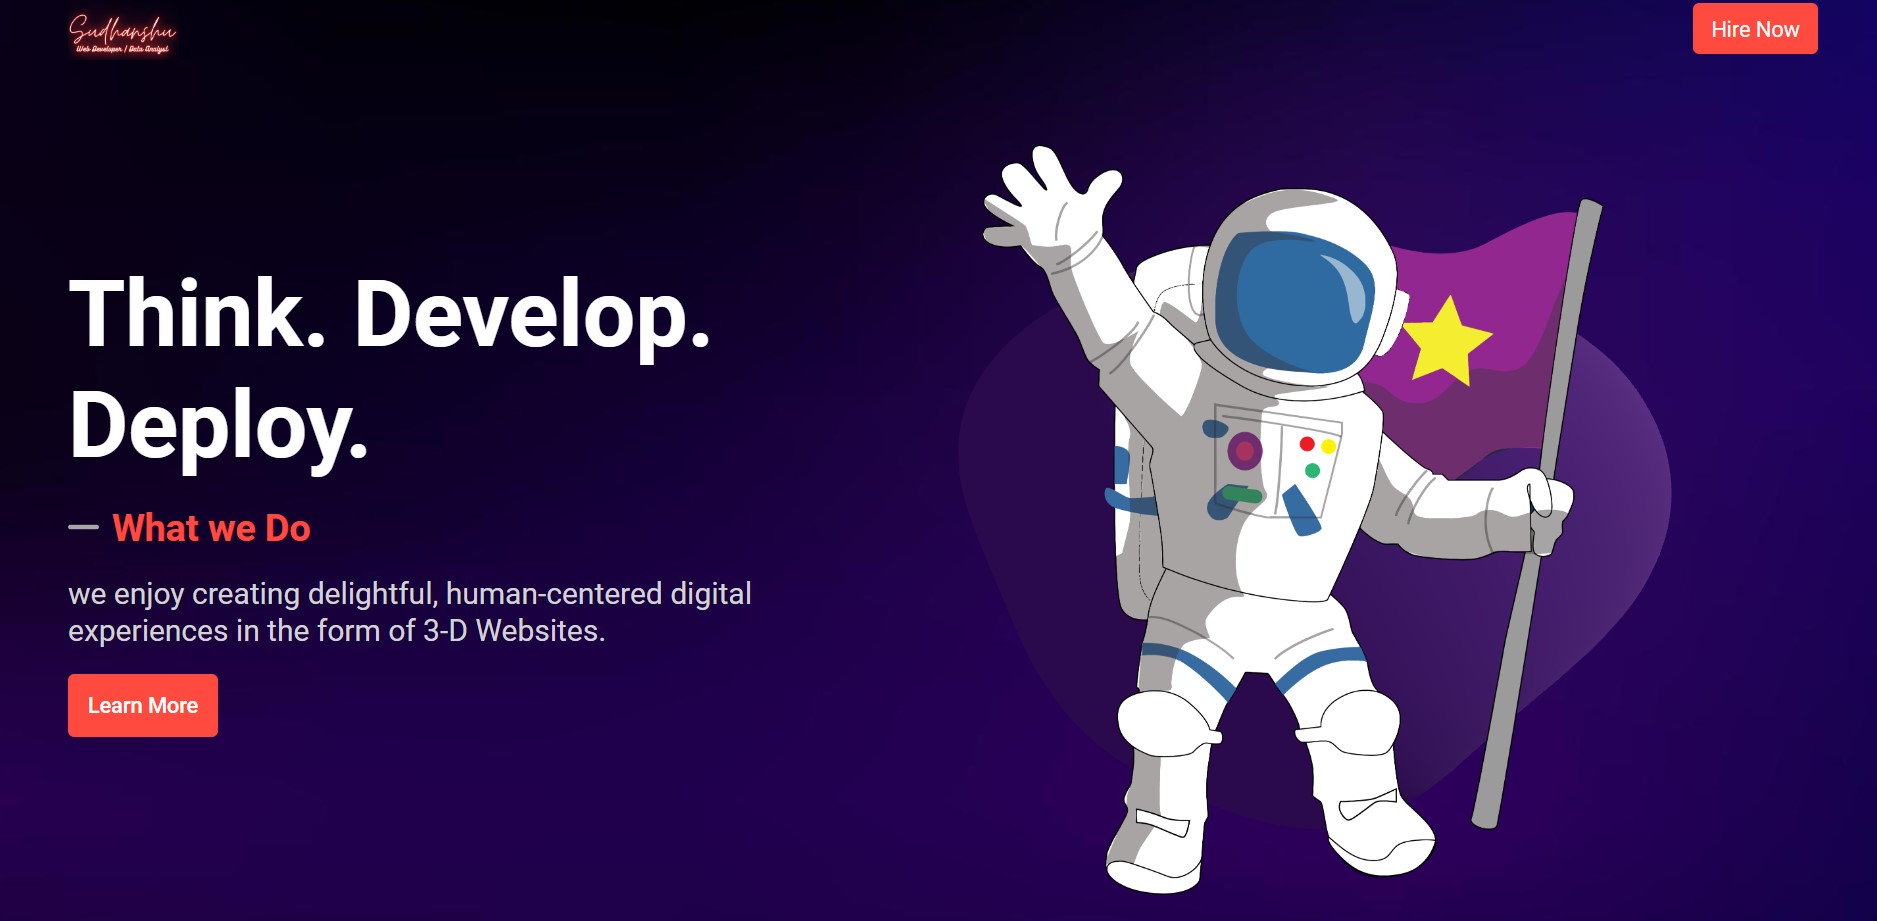 Sudhanshu
Web Developer / Data Analyst
Hire Now
Think. Develop.
Deploy.
What we Do
we enjoy creating delightful, human-centered digital
experiences in the form of 3-D Websites.
Learn More